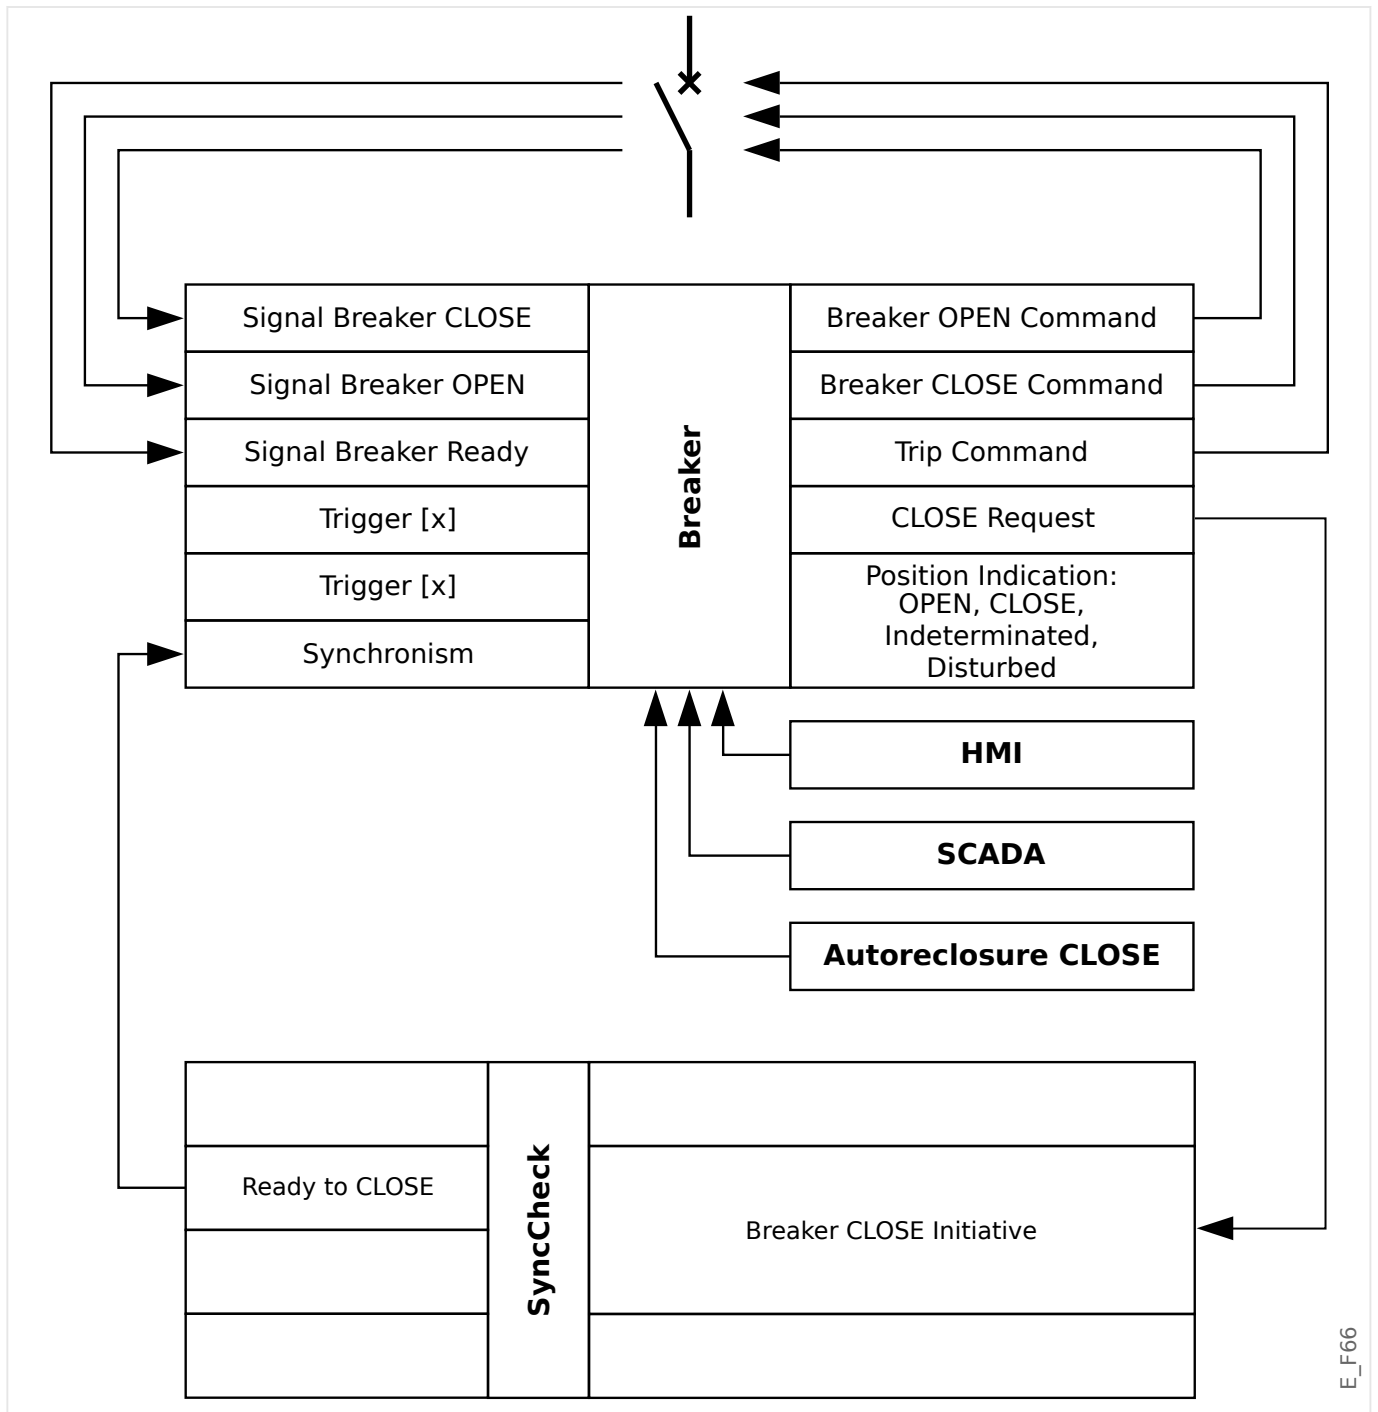 Signal Breaker CLOSE
Signal Breaker OPEN
Signal Breaker Ready
Trigger [x]
Trigger [x]
Synchronism
Breaker
Breaker OPEN Command
Breaker CLOSE Command
Trip Command
CLOSE Request
Position Indication:
OPEN, CLOSE,
Indeterminated,
Disturbed
HMI
SCADA
Autoreclosure CLOSE
Ready to CLOSE
SyncCheck
Breaker CLOSE Initiative
E_F66